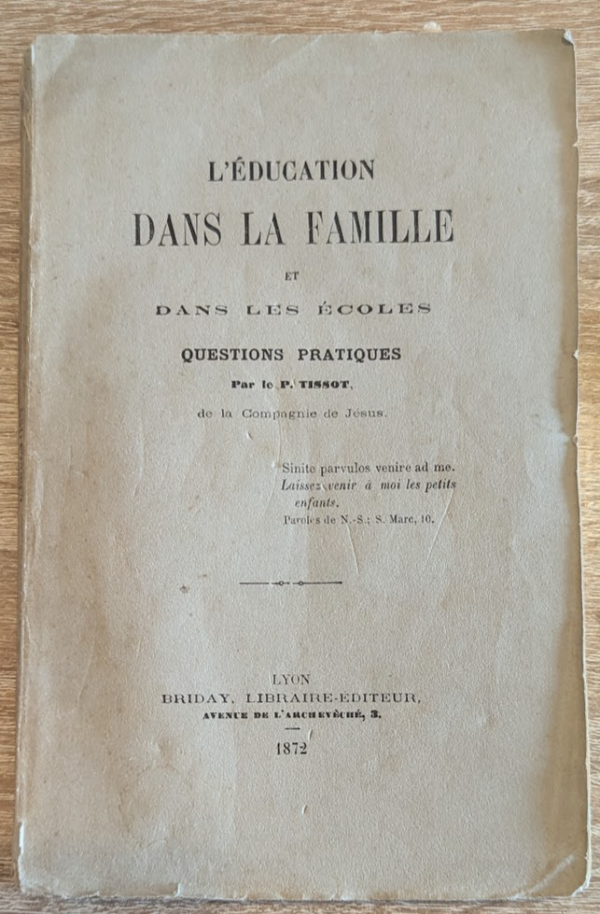 L'ÉDUCATION
DANS LA FAMILLE
ET
DANS LES ÉCOLES
QUESTIONS PRATIQUES
Par le P. TISSOT,
de la Compagnie de Jésus.
Sinite parvulos venire ad me.
Laissez venir à moi les petits
enfants.
Paroles de N.-S.; S. Marc, 10.
LYON
BRIDAY, LIBRAIRE-EDITEUR,
AVENUE DE L'ARCHEVÊCHÉ, 3.
1872